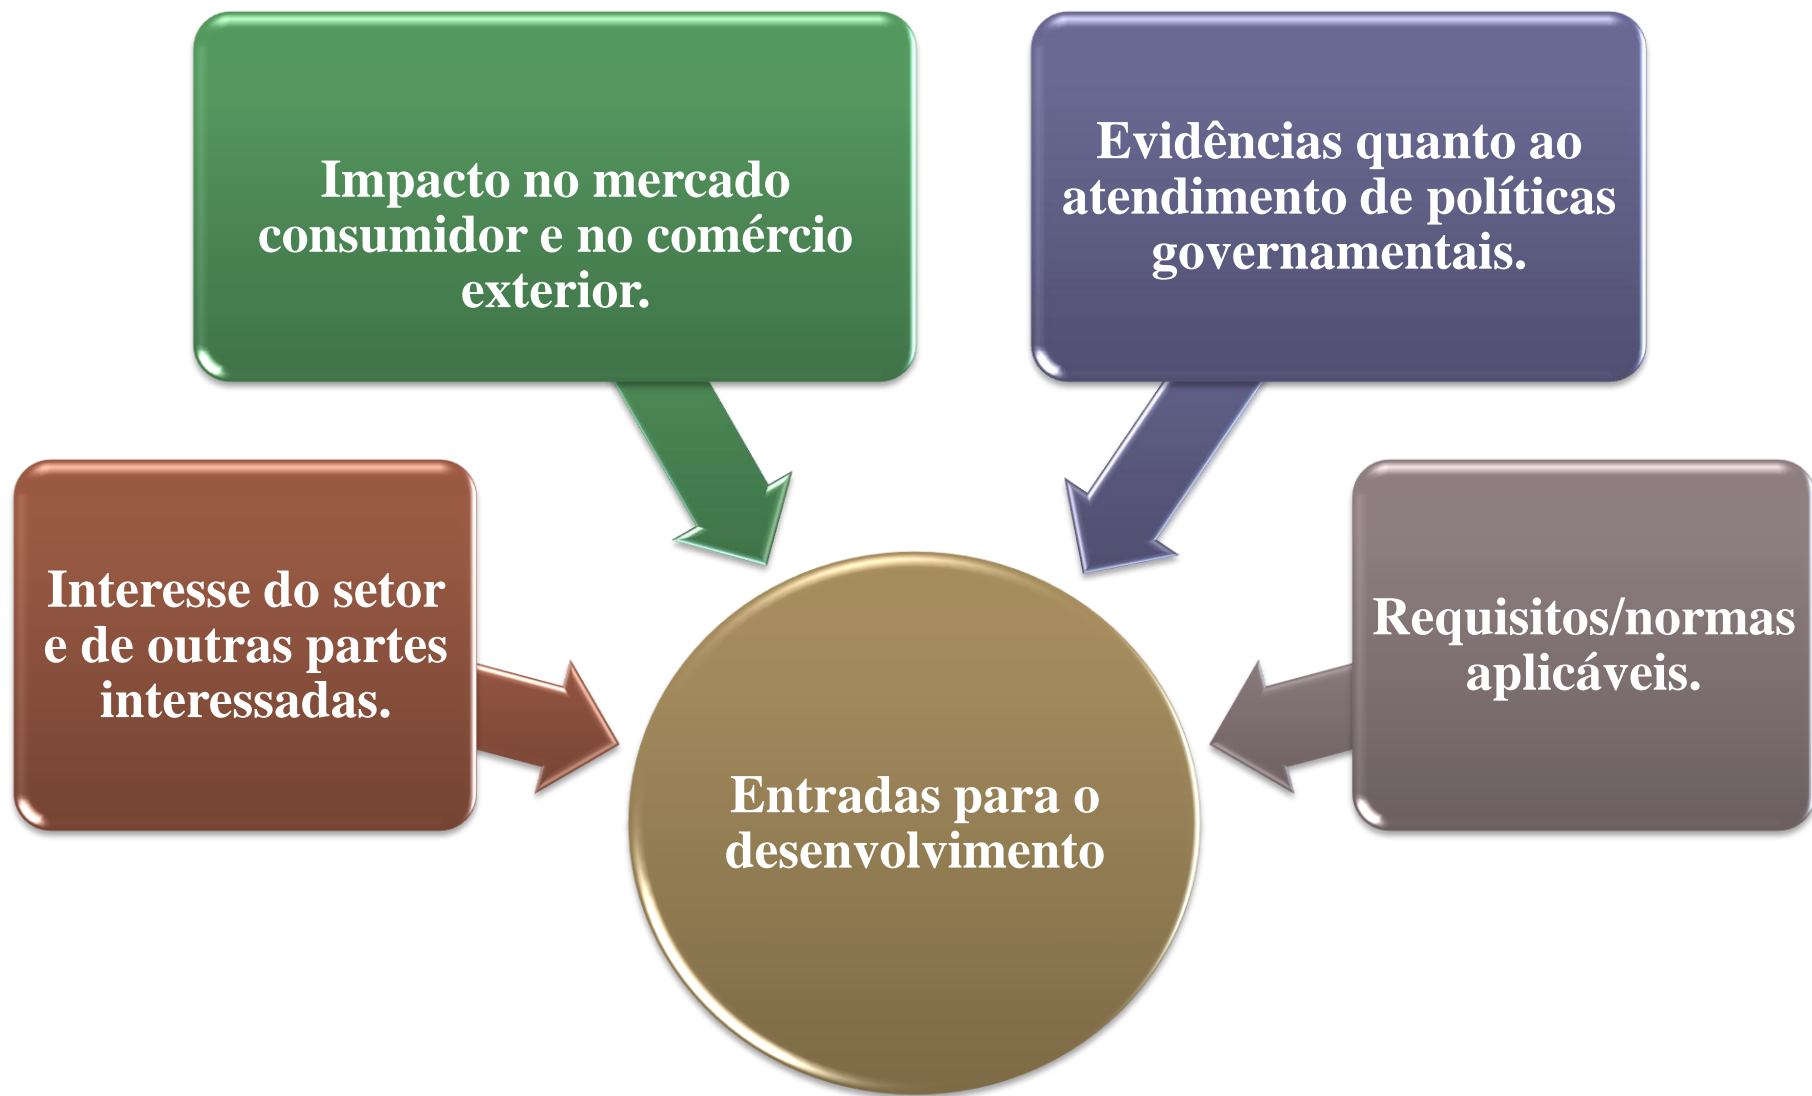 Impacto no mercado
consumidor e no comércio
exterior.
Evidências quanto ao
atendimento de políticas
governamentais.
Interesse do setor
e de outras partes
interessadas.
Requisitos/normas
aplicáveis.
Entradas para o
desenvolvimento